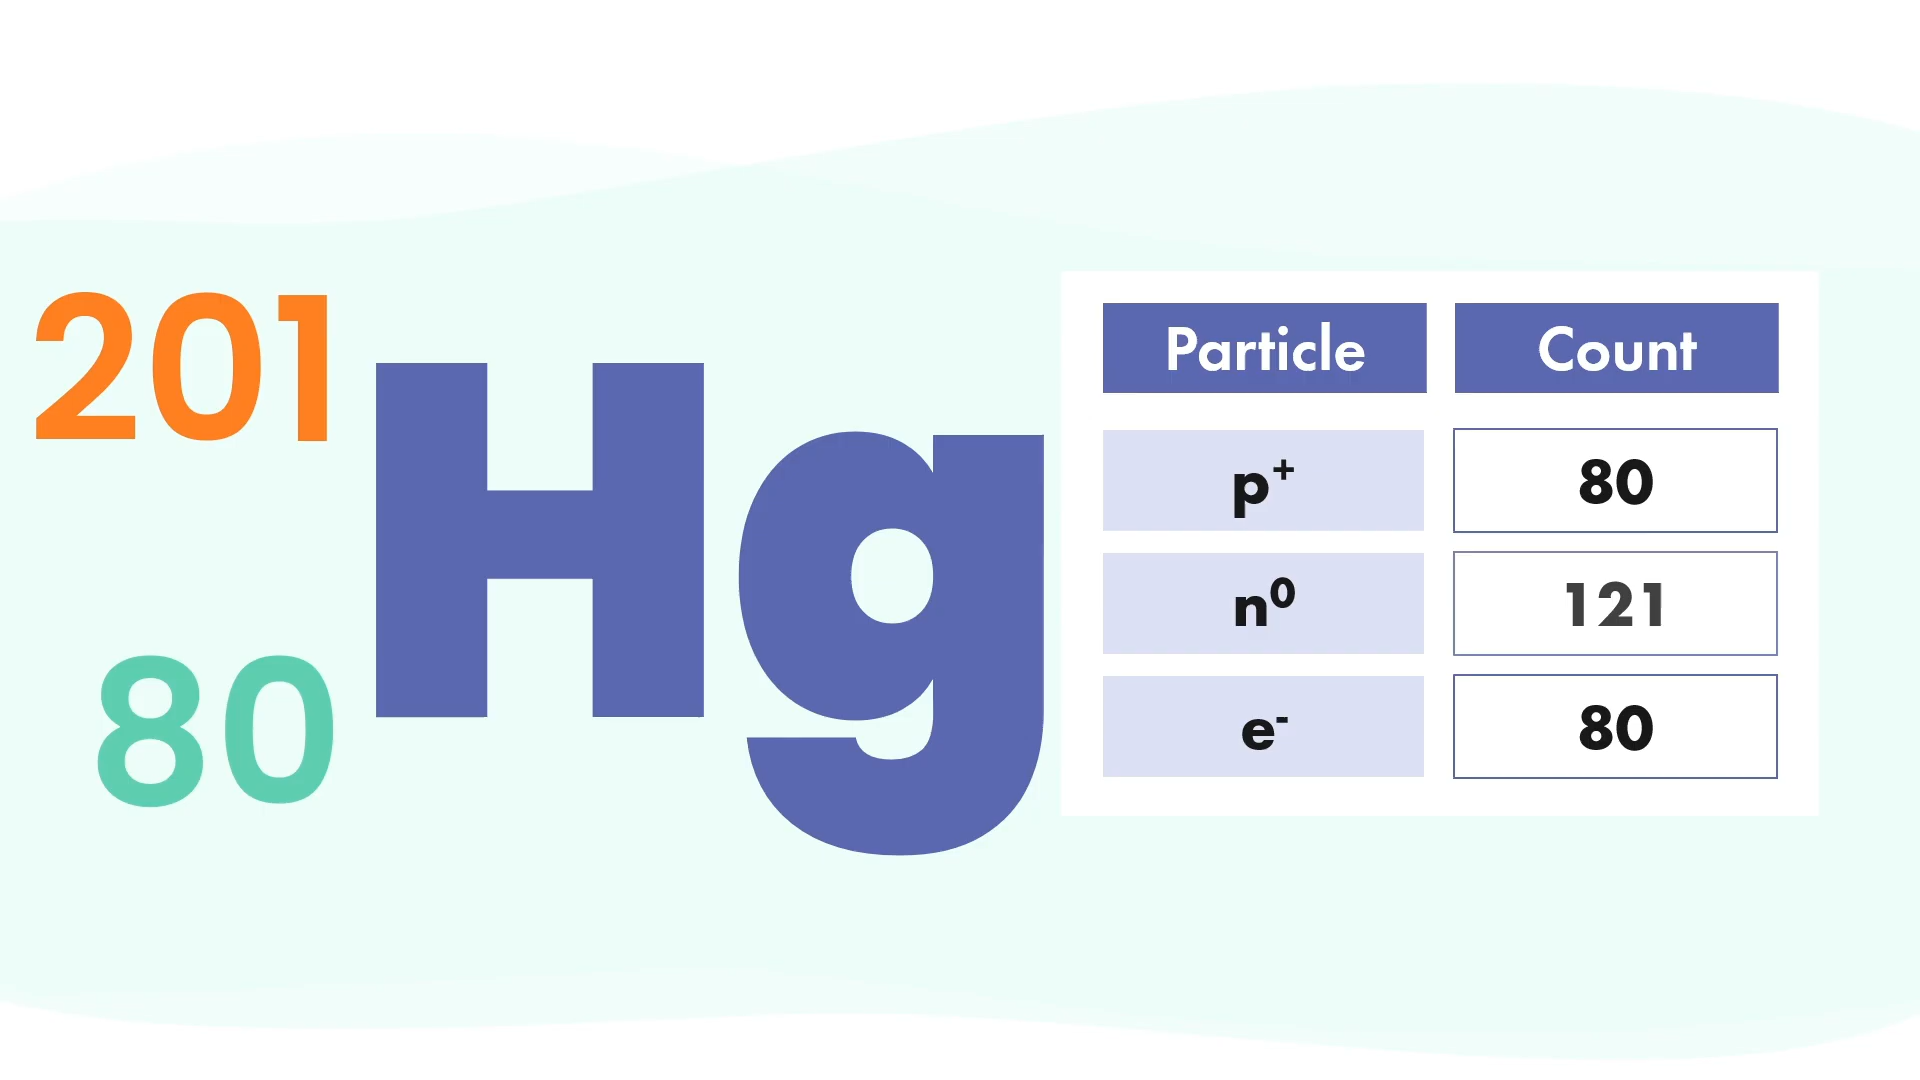 201
80
Hg
Particle Count
p⁺ 80
n⁰ 121
e⁻ 80